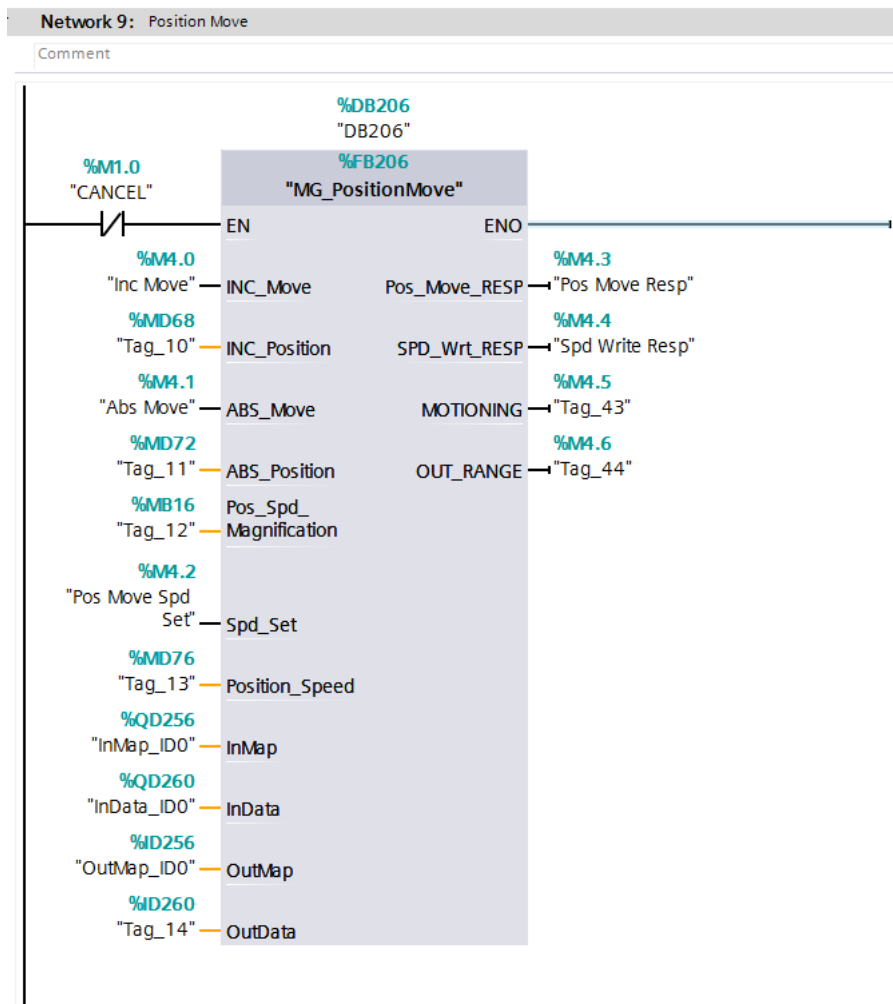 Network 9: Position Move
Comment
%DB206
"DB206"
%M1.0
"CANCEL"
%FB206
"MG_PositionMove"
EN
ENO
%M4.0
"Inc Move"
INC_Move
%M4.3
Pos_Move_RESP
"Pos Move Resp"
%MD68
"Tag_10"
INC_Position
%M4.4
SPD_Wrt_RESP
"Spd Write Resp"
%M4.1
"Abs Move"
ABS_Move
%M4.5
MOTIONING
"Tag_43"
%MD72
"Tag_11"
ABS_Position
%M4.6
OUT_RANGE
"Tag_44"
%MB16
"Tag_12"
Pos_Spd_
Magnification
%M4.2
"Pos Move Spd
Set"
Spd_Set
%MD76
"Tag_13"
Position_Speed
%QD256
"InMap_ID0"
InMap
%QD260
"InData_ID0"
InData
%ID256
"OutMap_ID0"
OutMap
%ID260
"Tag_14"
OutData